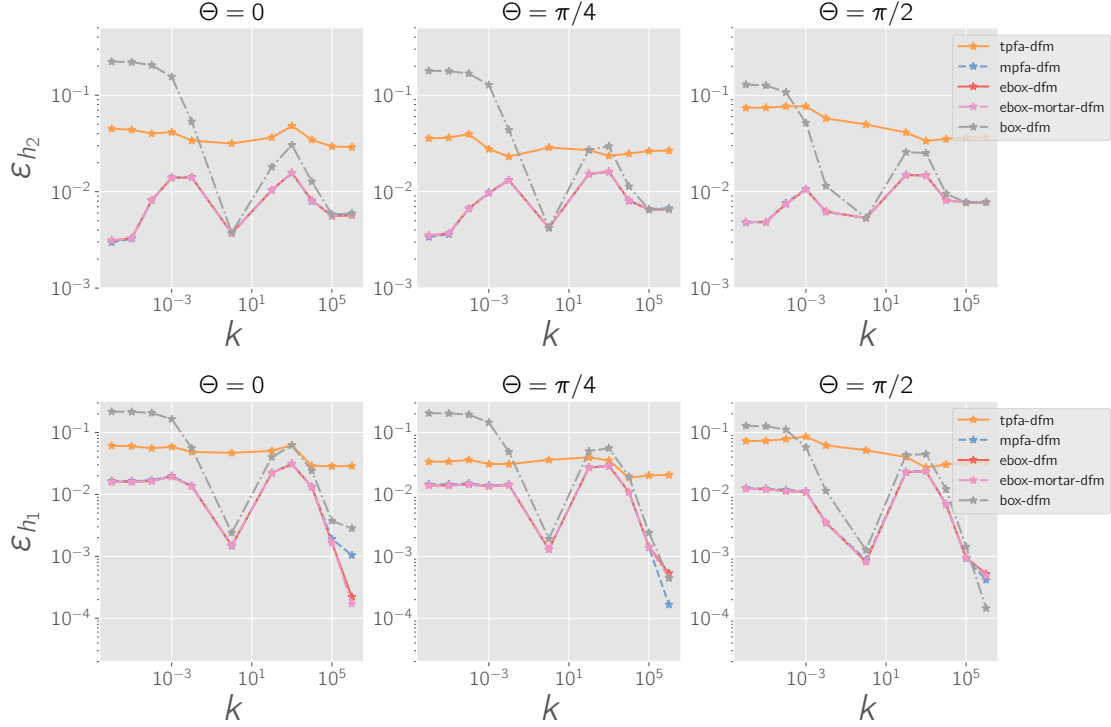 Θ = 0
Θ = π/4
Θ = π/2
ε_{h_2}
10^{-1}
10^{-2}
10^{-3}
10^{-1}
10^{-2}
10^{-3}
10^{-1}
10^{-2}
10^{-3}
tpfa-dfm
mpfa-dfm
ebox-dfm
ebox-mortar-dfm
box-dfm
10^{-3} 10^{1} 10^{5}
10^{-3} 10^{1} 10^{5}
10^{-3} 10^{1} 10^{5}
k
k
k
Θ = 0
Θ = π/4
Θ = π/2
ε_{h_1}
10^{-1}
10^{-2}
10^{-3}
10^{-4}
10^{-1}
10^{-2}
10^{-3}
10^{-4}
10^{-1}
10^{-2}
10^{-3}
10^{-4}
tpfa-dfm
mpfa-dfm
ebox-dfm
ebox-mortar-dfm
box-dfm
10^{-3} 10^{1} 10^{5}
10^{-3} 10^{1} 10^{5}
10^{-3} 10^{1} 10^{5}
k
k
k